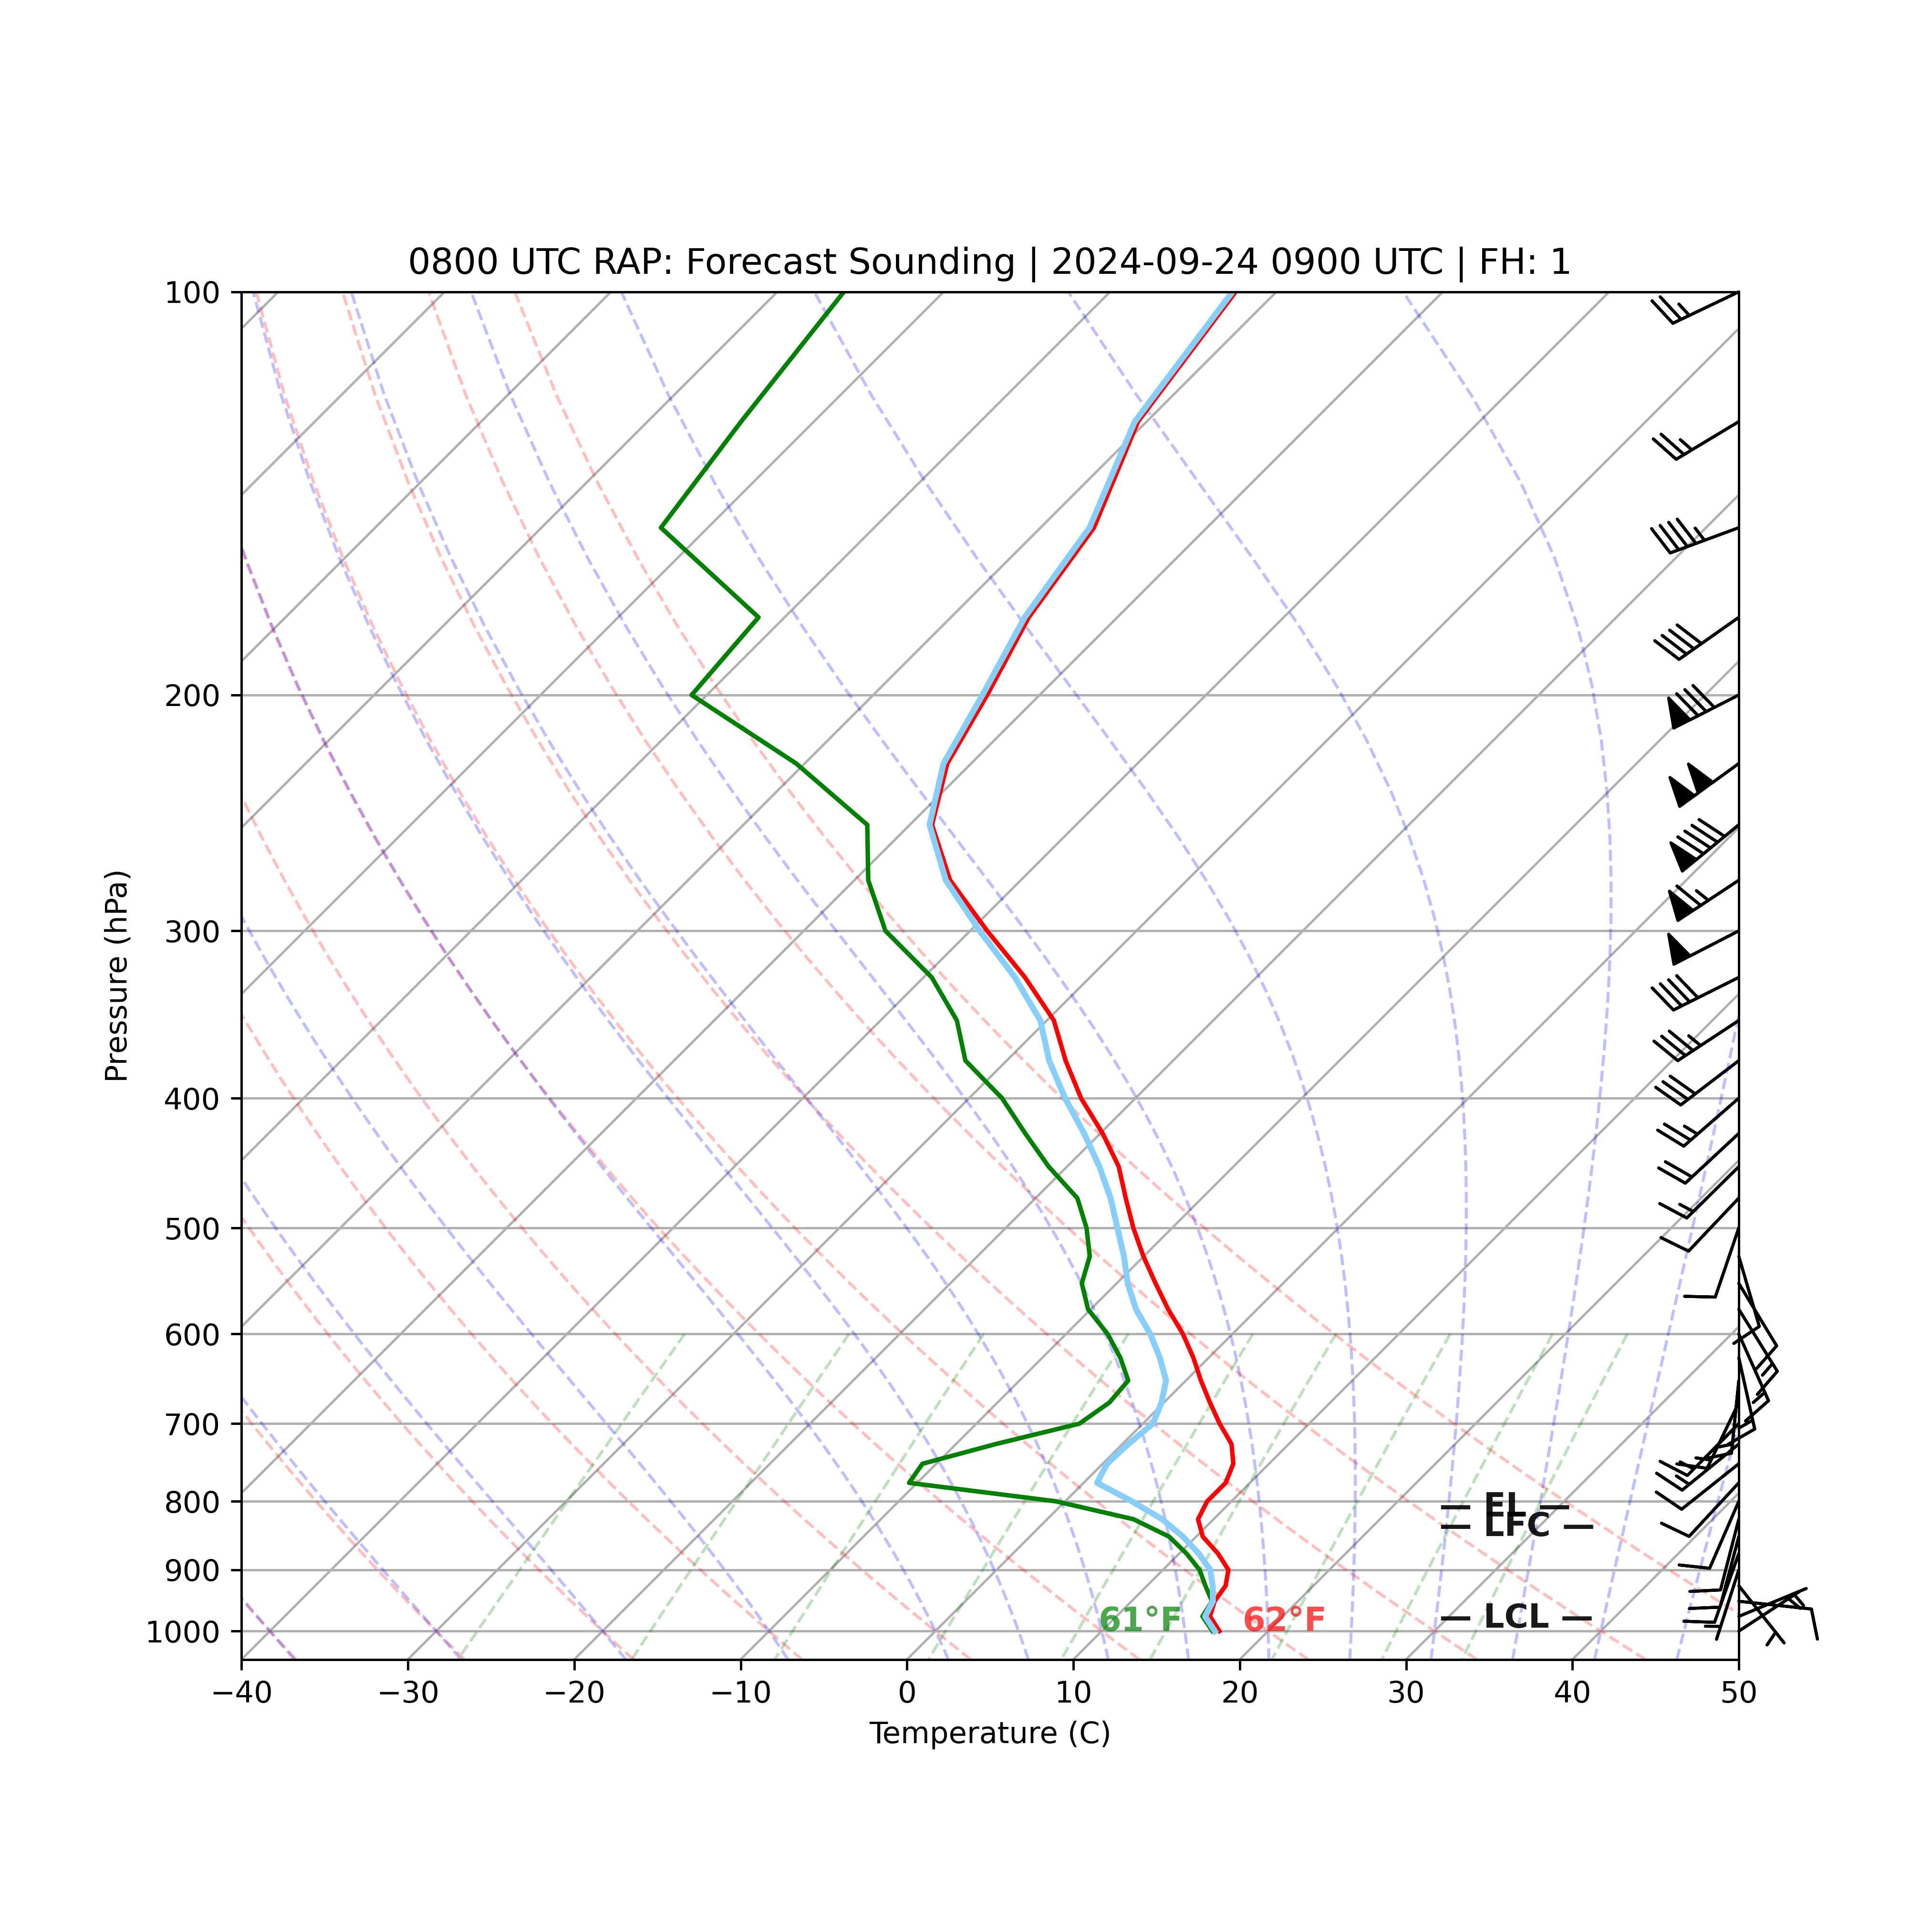 0800 UTC RAP: Forecast Sounding | 2024-09-24 0900 UTC | FH: 1
100
200
300
400
500
600
700
800
900
1000
Pressure (hPa)
— EL —
— LFC —
— LCL —
61°F
62°F
−40 −30 −20 −10 0 10 20 30 40 50
Temperature (C)